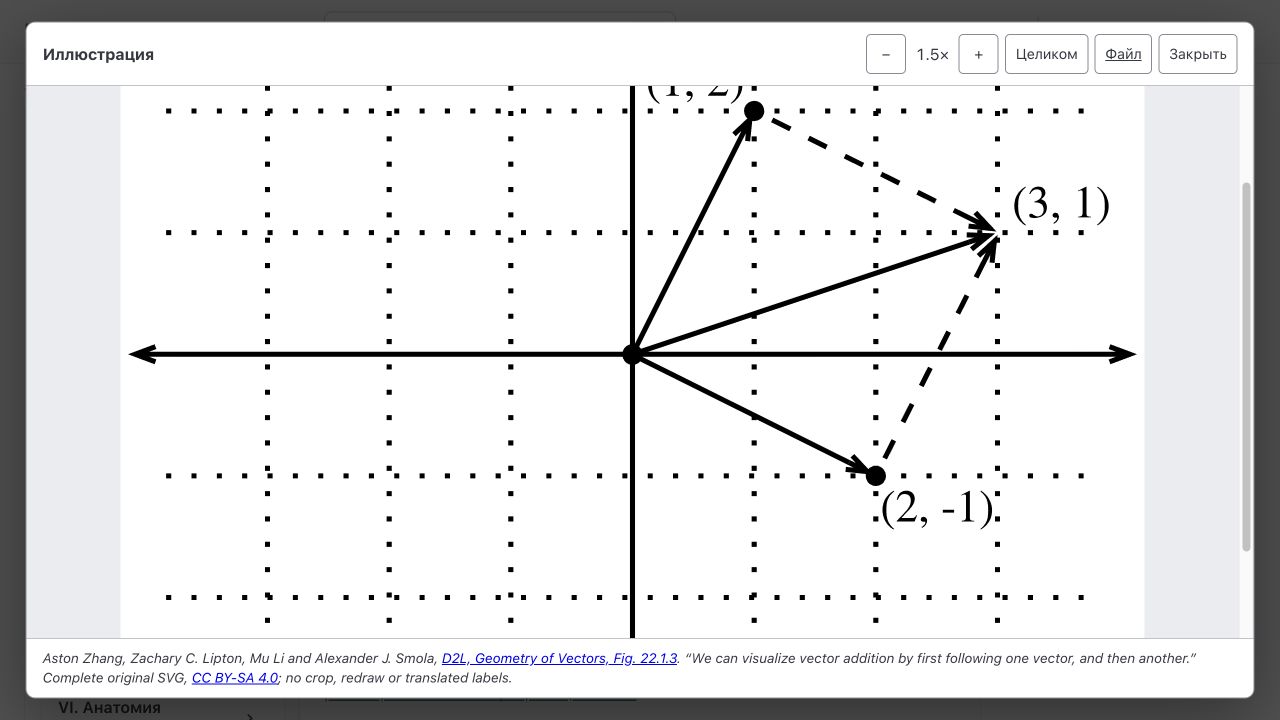 Иллюстрация
− 1.5× + Целиком Файл Закрыть
(1, 2)
(3, 1)
(2, -1)
Aston Zhang, Zachary C. Lipton, Mu Li and Alexander J. Smola, D2L, Geometry of Vectors, Fig. 22.1.3. “We can visualize vector addition by first following one vector, and then another.”
Complete original SVG, CC BY-SA 4.0; no crop, redraw or translated labels.
VI. Анатомия